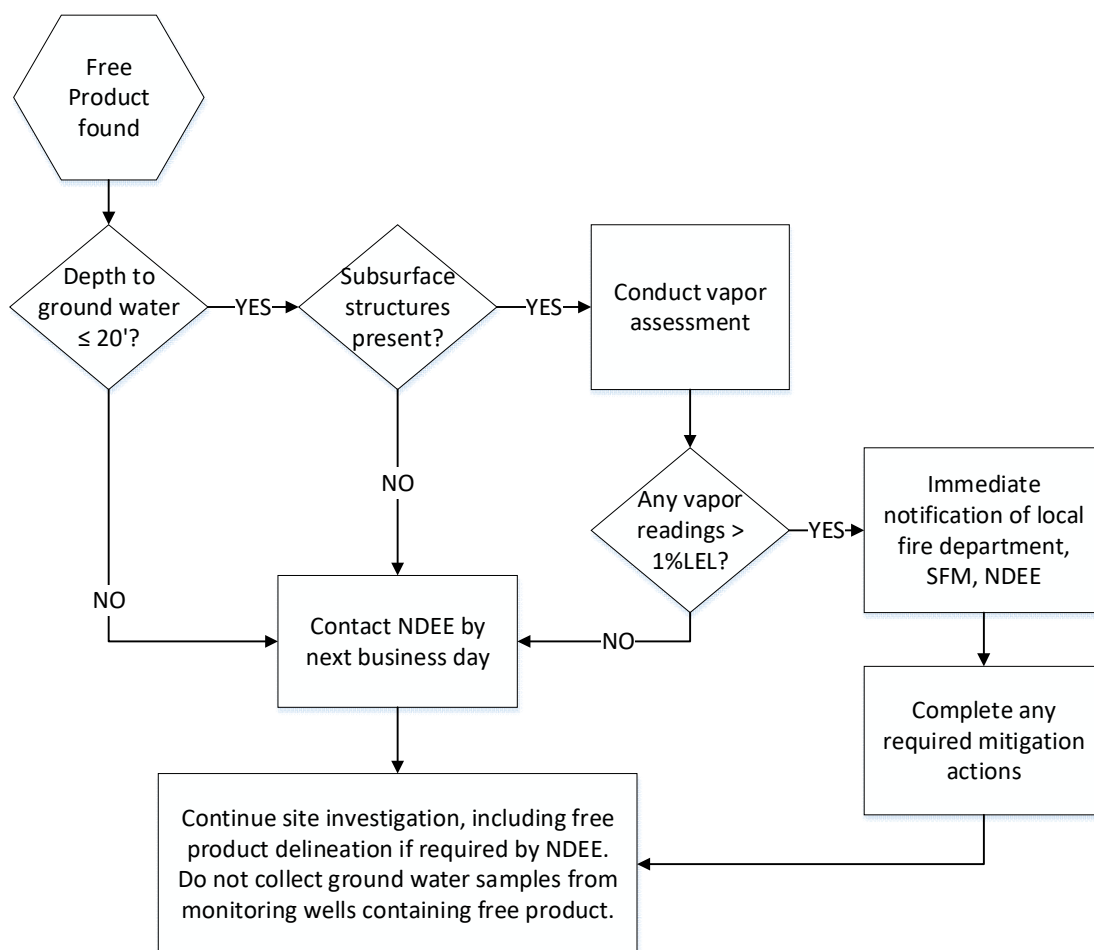 Free
Product
found
Depth to
ground water
≤ 20'?
YES
Subsurface
structures
present?
YES
Conduct vapor
assessment
NO
NO
Any vapor
readings >
1%LEL?
YES
Immediate
notification of local
fire department,
SFM, NDEE
NO
Contact NDEE by
next business day
Complete any
required mitigation
actions
Continue site investigation, including free
product delineation if required by NDEE.
Do not collect ground water samples from
monitoring wells containing free product.